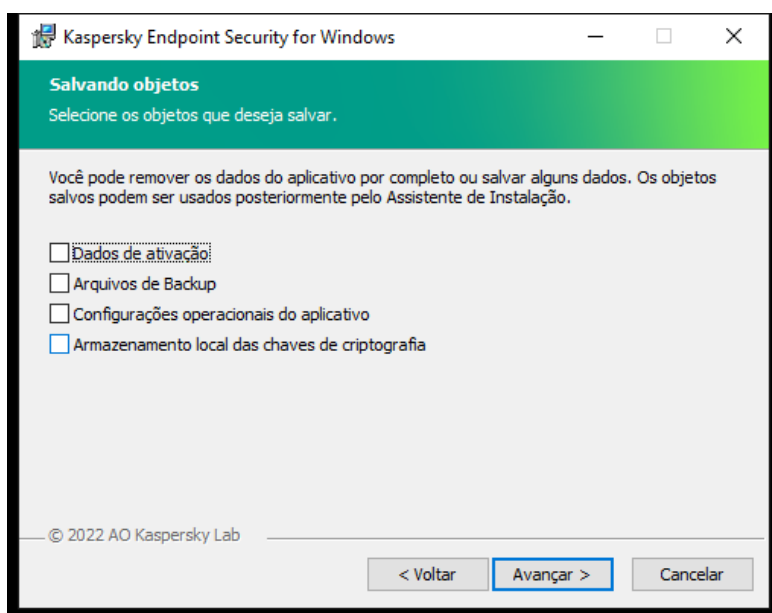 Kaspersky Endpoint Security for Windows
Salvando objetos
Selecione os objetos que deseja salvar.
Você pode remover os dados do aplicativo por completo ou salvar alguns dados. Os objetos
salvos podem ser usados posteriormente pelo Assistente de Instalação.
Dados de ativação
Arquivos de Backup
Configurações operacionais do aplicativo
Armazenamento local das chaves de criptografia
© 2022 AO Kaspersky Lab
< Voltar
Avançar >
Cancelar